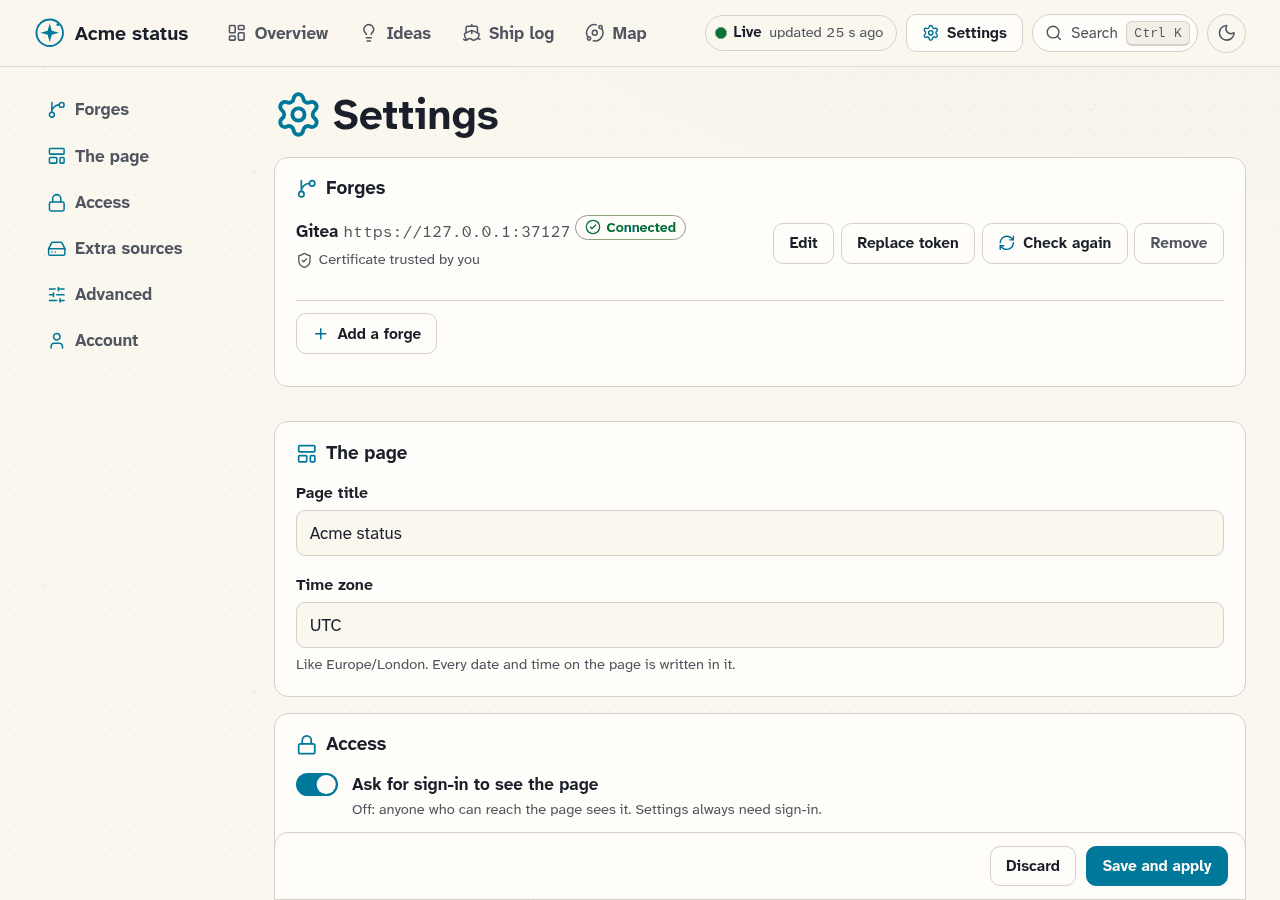 Acme status
Overview
Ideas
Ship log
Map
Live updated 25 s ago
Settings
Search Ctrl K
Forges
The page
Access
Extra sources
Advanced
Account
Settings
Forges
Gitea https://127.0.0.1:37127 Connected
Certificate trusted by you
Edit
Replace token
Check again
Remove
Add a forge
The page
Page title
Acme status
Time zone
UTC
Like Europe/London. Every date and time on the page is written in it.
Access
Ask for sign-in to see the page
Off: anyone who can reach the page sees it. Settings always need sign-in.
Discard
Save and apply